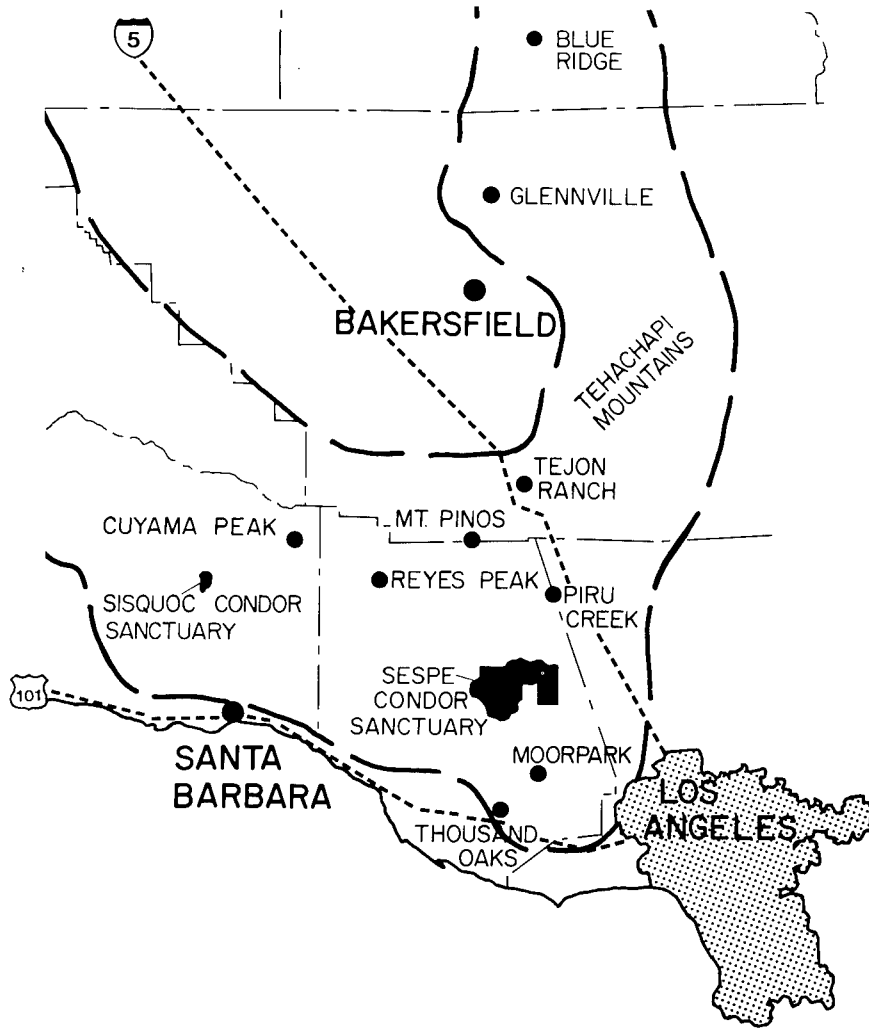 5
BLUE
RIDGE
GLENNVILLE
BAKERSFIELD
TEHACHAPI
MOUNTAINS
TEJON
RANCH
MT. PINOS
CUYAMA PEAK
REYES PEAK
PIRU
CREEK
SISQUOC CONDOR
SANCTUARY
SESPE
CONDOR
SANCTUARY
101
SANTA
BARBARA
MOORPARK
LOS
ANGELES
THOUSAND
OAKS